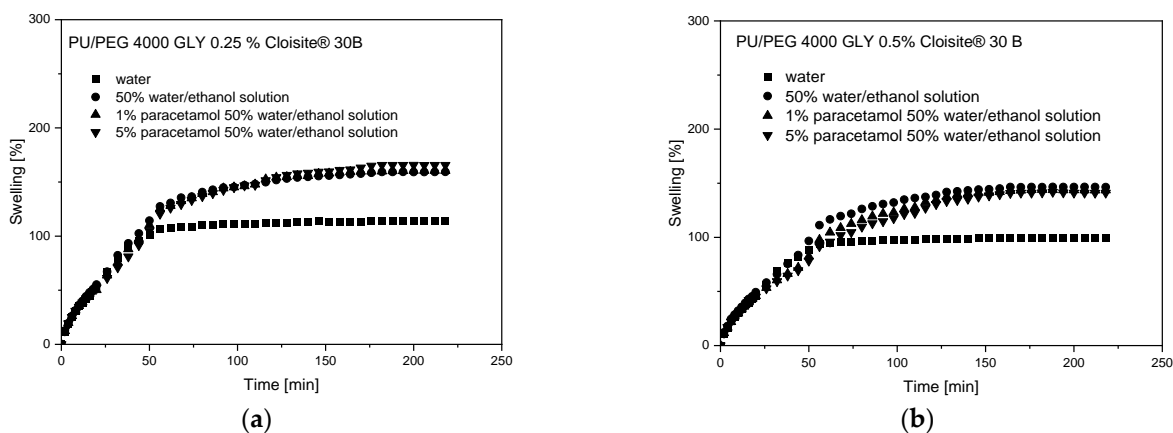 300
200
100
0
Swelling [%]
PU/PEG 4000 GLY 0.25 % Cloisite® 30B
water
50% water/ethanol solution
1% paracetamol 50% water/ethanol solution
5% paracetamol 50% water/ethanol solution
0 50 100 150 200 250
Time [min]
(a)
300
200
100
0
Swelling [%]
PU/PEG 4000 GLY 0.5% Cloisite® 30 B
water
50% water/ethanol solution
1% paracetamol 50% water/ethanol solution
5% paracetamol 50% water/ethanol solution
0 50 100 150 200 250
Time [min]
(b)